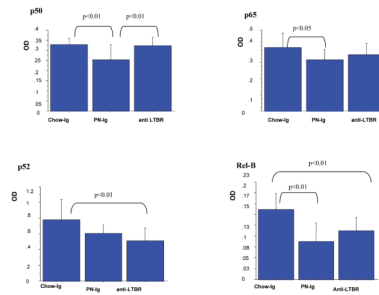 p50
p<0.01 p<0.01
OD
.4
.35
.3
.25
.2
.15
.1
.05
0
Chow-Ig PN-Ig anti LTBR
p65
p<0.05
OD
.6
.5
.4
.3
.2
.1
0
Chow-Ig PN-Ig anti-LTBR
p52
p<0.01
OD
1.2
1
.8
.6
.4
.2
0
Chow-Ig PN-Ig anti-LTBR
Rel-B
p<0.01
p<0.01
OD
.23
.2
.15
.13
.1
.08
.05
.03
0
Chow-Ig PN-Ig Anti-LTBR